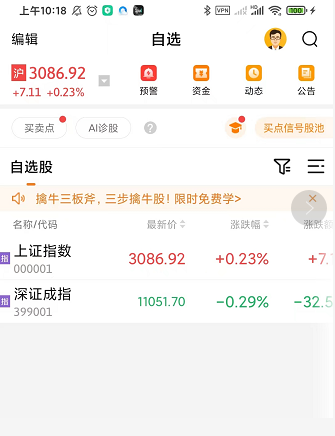 上午10:18
VPN
HD
100
编辑
自选
沪 3086.92
+7.11 +0.23%
预警
资金
动态
公告
买卖点
AI诊股
?
买点信号股池
自选股
擒牛三板斧，三步擒牛股！限时免费学>
名称/代码
最新价
涨跌幅
涨跌额
指
上证指数
000001
3086.92
+0.23%
+7.1
指
深证成指
399001
11051.70
-0.29%
-32.5